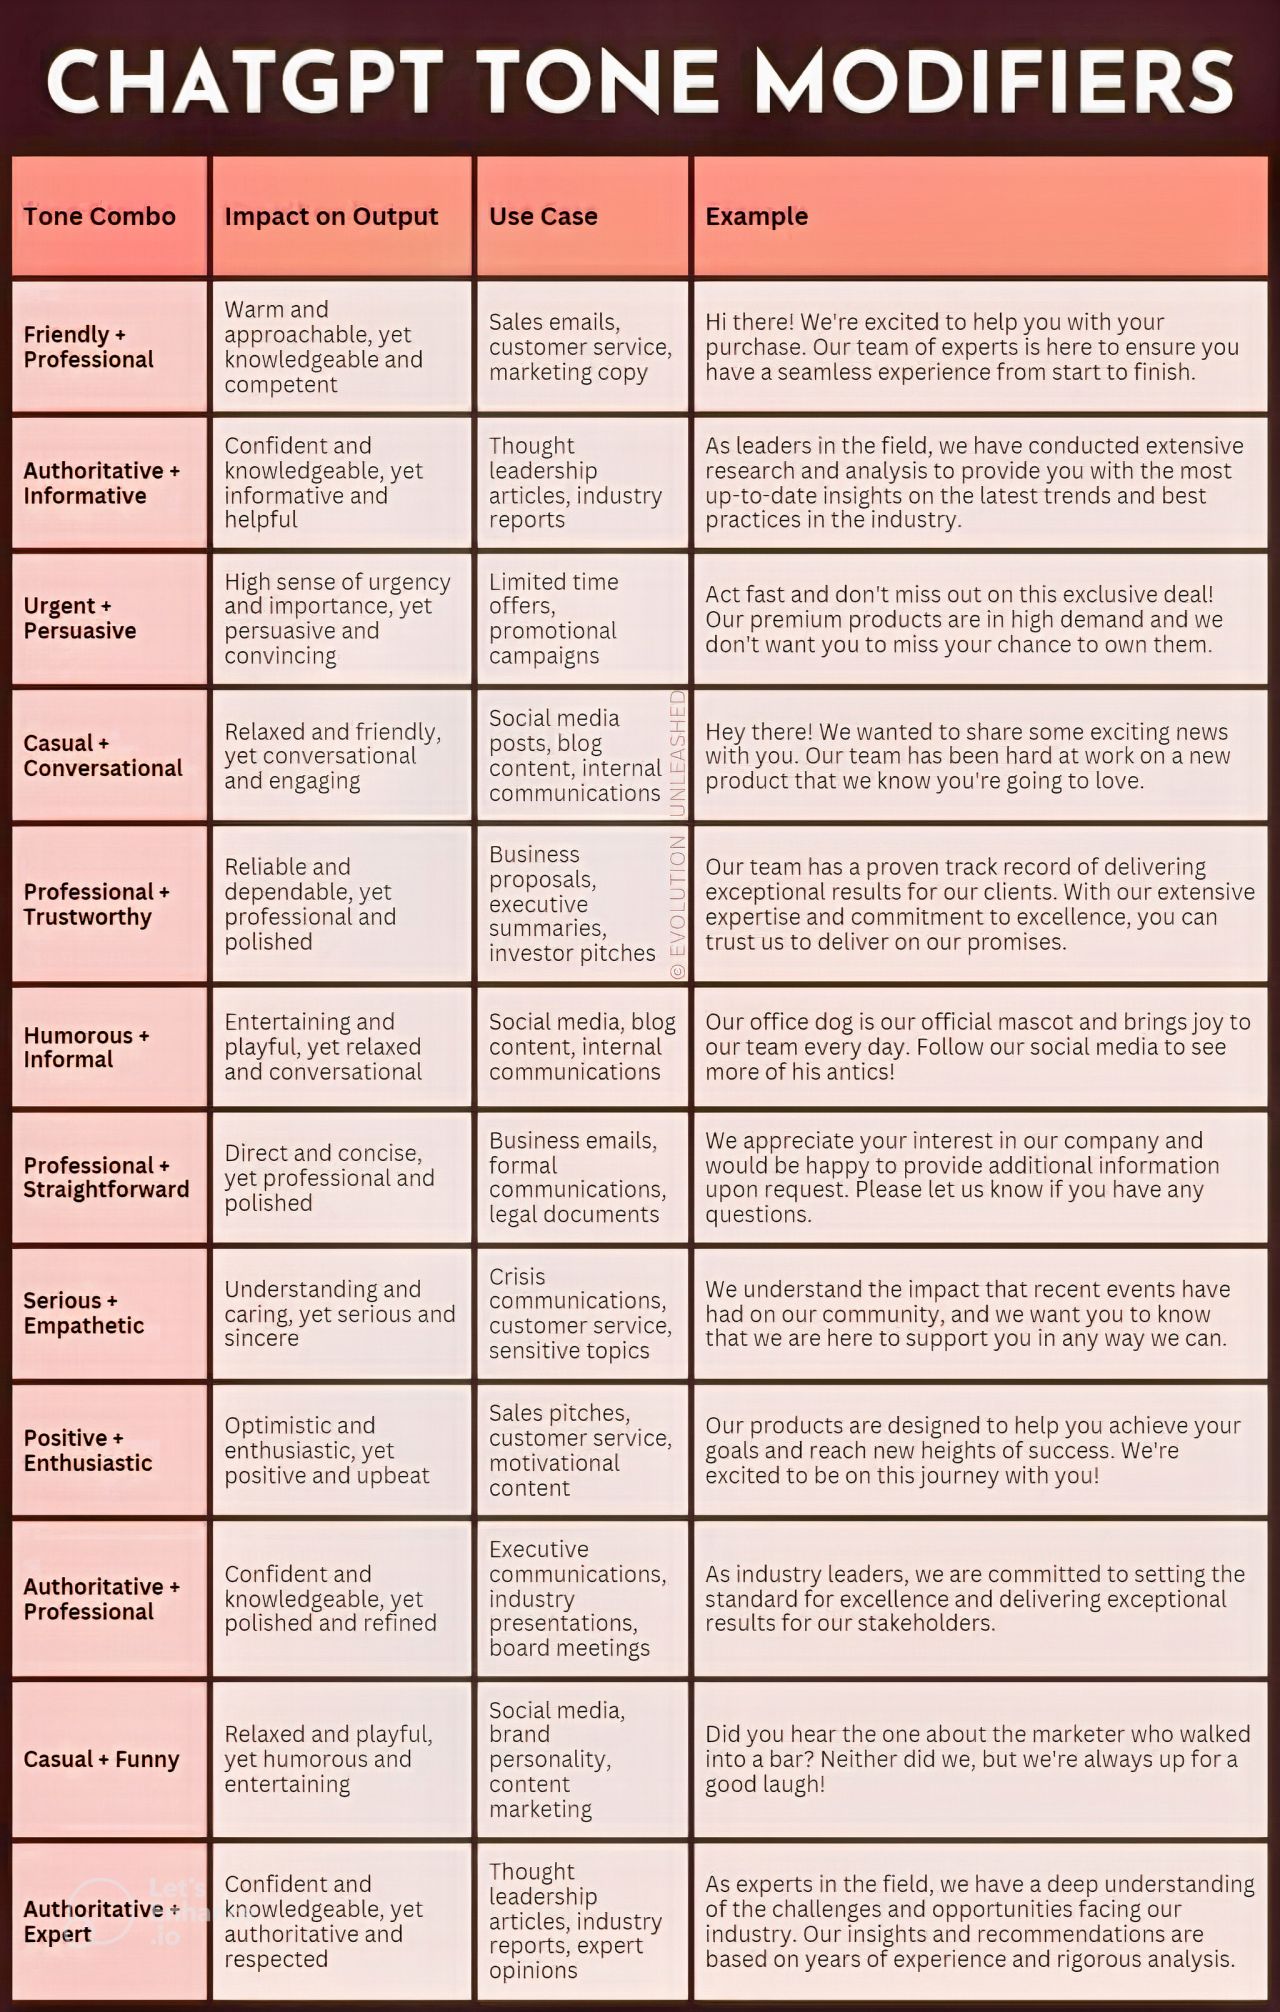 CHATGPT TONE MODIFIERS
Tone Combo
Impact on Output
Use Case
Example
Friendly +
Professional
Warm and
approachable, yet
knowledgeable and
competent
Sales emails,
customer service,
marketing copy
Hi there! We're excited to help you with your
purchase. Our team of experts is here to ensure you
have a seamless experience from start to finish.
Authoritative +
Informative
Confident and
knowledgeable, yet
informative and
helpful
Thought
leadership
articles, industry
reports
As leaders in the field, we have conducted extensive
research and analysis to provide you with the most
up-to-date insights on the latest trends and best
practices in the industry.
Urgent +
Persuasive
High sense of urgency
and importance, yet
persuasive and
convincing
Limited time
offers,
promotional
campaigns
Act fast and don't miss out on this exclusive deal!
Our premium products are in high demand and we
don't want you to miss your chance to own them.
Casual +
Conversational
Relaxed and friendly,
yet conversational
and engaging
Social media
posts, blog
content, internal
communications
Hey there! We wanted to share some exciting news
with you. Our team has been hard at work on a new
product that we know you're going to love.
© EVOLUTION UNLEASHED
Professional +
Trustworthy
Reliable and
dependable, yet
professional and
polished
Business
proposals,
executive
summaries,
investor pitches
Our team has a proven track record of delivering
exceptional results for our clients. With our extensive
expertise and commitment to excellence, you can
trust us to deliver on our promises.
Humorous +
Informal
Entertaining and
playful, yet relaxed
and conversational
Social media, blog
content, internal
communications
Our office dog is our official mascot and brings joy to
our team every day. Follow our social media to see
more of his antics!
Professional +
Straightforward
Direct and concise,
yet professional and
polished
Business emails,
formal
communications,
legal documents
We appreciate your interest in our company and
would be happy to provide additional information
upon request. Please let us know if you have any
questions.
Serious +
Empathetic
Understanding and
caring, yet serious and
sincere
Crisis
communications,
customer service,
sensitive topics
We understand the impact that recent events have
had on our community, and we want you to know
that we are here to support you in any way we can.
Positive +
Enthusiastic
Optimistic and
enthusiastic, yet
positive and upbeat
Sales pitches,
customer service,
motivational
content
Our products are designed to help you achieve your
goals and reach new heights of success. We're
excited to be on this journey with you!
Authoritative +
Professional
Confident and
knowledgeable, yet
polished and refined
Executive
communications,
industry
presentations,
board meetings
As industry leaders, we are committed to setting the
standard for excellence and delivering exceptional
results for our stakeholders.
Casual + Funny
Relaxed and playful,
yet humorous and
entertaining
Social media,
brand
personality,
content
marketing
Did you hear the one about the marketer who walked
into a bar? Neither did we, but we're always up for a
good laugh!
Authoritative +
Expert
Confident and
knowledgeable, yet
authoritative and
respected
Thought
leadership
articles, industry
reports, expert
opinions
As experts in the field, we have a deep understanding
of the challenges and opportunities facing our
industry. Our insights and recommendations are
based on years of experience and rigorous analysis.
Let's
.io